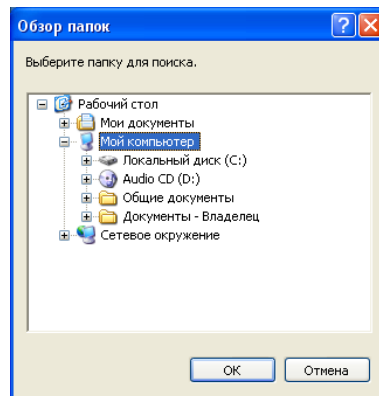 Обзор папок
Выберите папку для поиска.
Рабочий стол
Мои документы
Мой компьютер
Локальный диск (C:)
Audio CD (D:)
Общие документы
Документы - Владелец
Сетевое окружение
ОК
Отмена